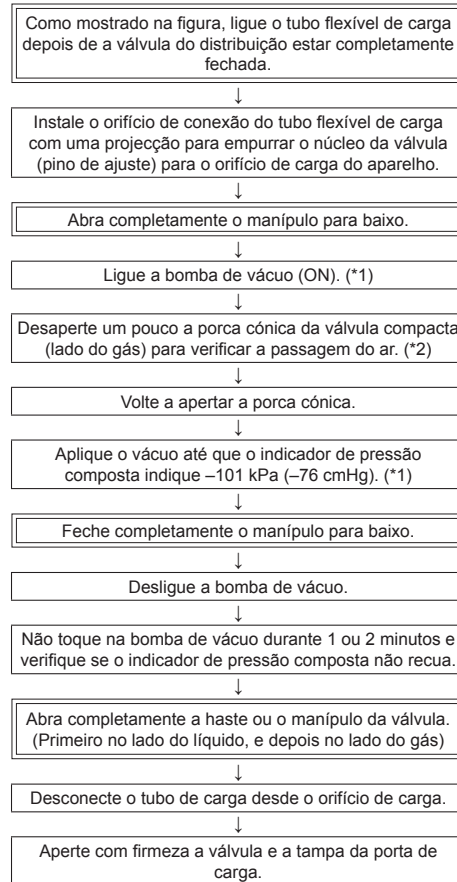 Como mostrado na figura, ligue o tubo flexível de carga
depois de a válvula do distribuição estar completamente
fechada.
↓
Instale o orifício de conexão do tubo flexível de carga
com uma projecção para empurrar o núcleo da válvula
(pino de ajuste) para o orifício de carga do aparelho.
↓
Abra completamente o manípulo para baixo.
↓
Ligue a bomba de vácuo (ON). (*1)
↓
Desaperte um pouco a porca cónica da válvula compacta
(lado do gás) para verificar a passagem do ar. (*2)
↓
Volte a apertar a porca cónica.
↓
Aplique o vácuo até que o indicador de pressão
composta indique –101 kPa (–76 cmHg). (*1)
↓
Feche completamente o manípulo para baixo.
↓
Desligue a bomba de vácuo.
↓
Não toque na bomba de vácuo durante 1 ou 2 minutos e
verifique se o indicador de pressão composta não recua.
↓
Abra completamente a haste ou o manípulo da válvula.
(Primeiro no lado do líquido, e depois no lado do gás)
↓
Desconecte o tubo de carga desde o orifício de carga.
↓
Aperte com firmeza a válvula e a tampa da porta de
carga.